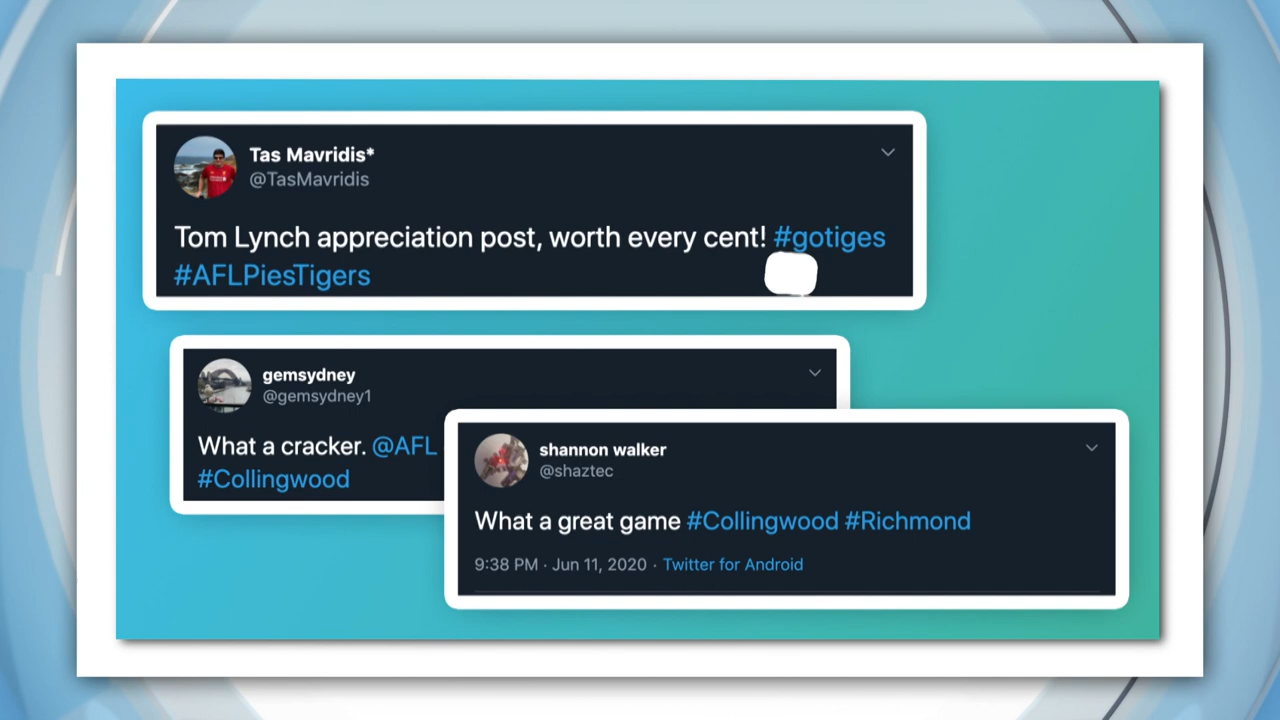 Tas Mavridis*
@TasMavridis
Tom Lynch appreciation post, worth every cent! #gotiges
#AFLPiesTigers
gemsydney
@gemsydney1
What a cracker. @AFL
#Collingwood
shannon walker
@shaztec
What a great game #Collingwood #Richmond
9:38 PM · Jun 11, 2020 · Twitter for Android